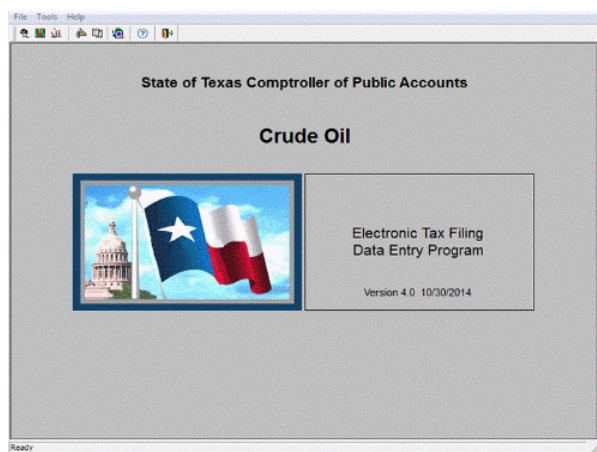 File Tools Help
State of Texas Comptroller of Public Accounts
Crude Oil
Electronic Tax Filing
Data Entry Program
Version 4.0 10/30/2014
Ready